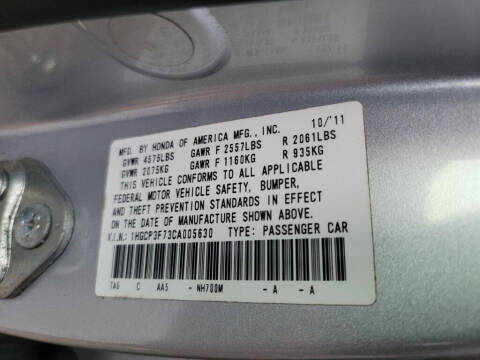 MFD. BY HONDA OF AMERICA MFG., INC. 10/'11
GVWR 4575LBS GAWR F 2557LBS R 2061LBS
GVWR 2075KG GAWR F 1160KG R 935KG
THIS VEHICLE CONFORMS TO ALL APPLICABLE
FEDERAL MOTOR VEHICLE SAFETY, BUMPER,
AND THEFT PREVENTION STANDARDS IN EFFECT
ON THE DATE OF MANUFACTURE SHOWN ABOVE.
V.I.N.: 1HGCP3F73CA005630 TYPE: PASSENGER CAR
TA6 C AA5 - NH700M - A - A